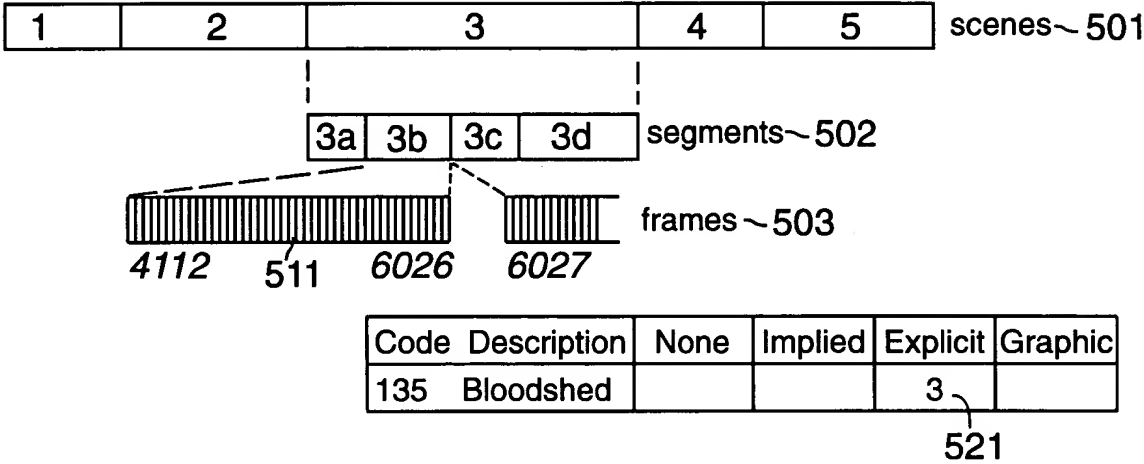 1 2 3 4 5 scenes~501
3a 3b 3c 3d segments~502
frames~503
4112 511 6026 6027
Code Description None Implied Explicit Graphic
135 Bloodshed 3
521